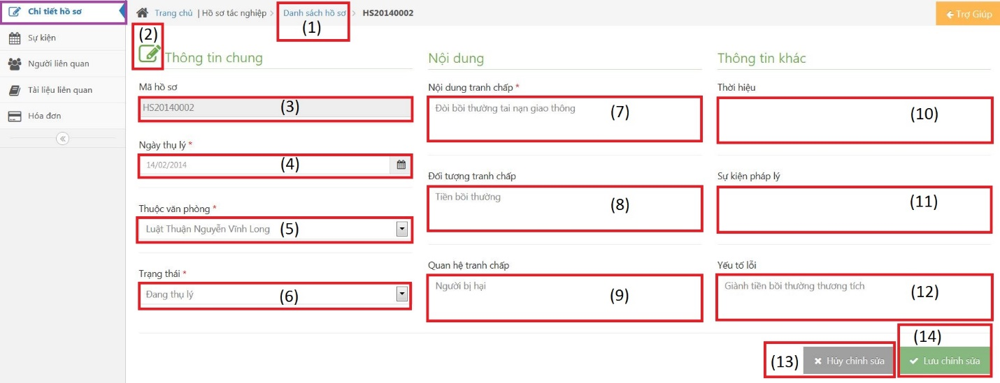 Chi tiết hồ sơ
Sự kiện
Người liên quan
Tài liệu liên quan
Hóa đơn
Trang chủ | Hồ sơ tác nghiệp > Danh sách hồ sơ > HS20140002
(1)
Trợ Giúp
(2)
Thông tin chung
Mã hồ sơ
HS20140002 (3)
Ngày thụ lý *
14/02/2014 (4)
Thuộc văn phòng *
Luật Thuận Nguyễn Vĩnh Long (5)
Trạng thái *
Đang thụ lý (6)
Nội dung
Nội dung tranh chấp *
Đòi bồi thường tai nạn giao thông (7)
Đối tượng tranh chấp
Tiền bồi thường (8)
Quan hệ tranh chấp
Người bị hại (9)
Thông tin khác
Thời hiệu
(10)
Sự kiện pháp lý
(11)
Yếu tố lỗi
Giành tiền bồi thường thương tích (12)
(13) Hủy chỉnh sửa
(14)
Lưu chỉnh sửa